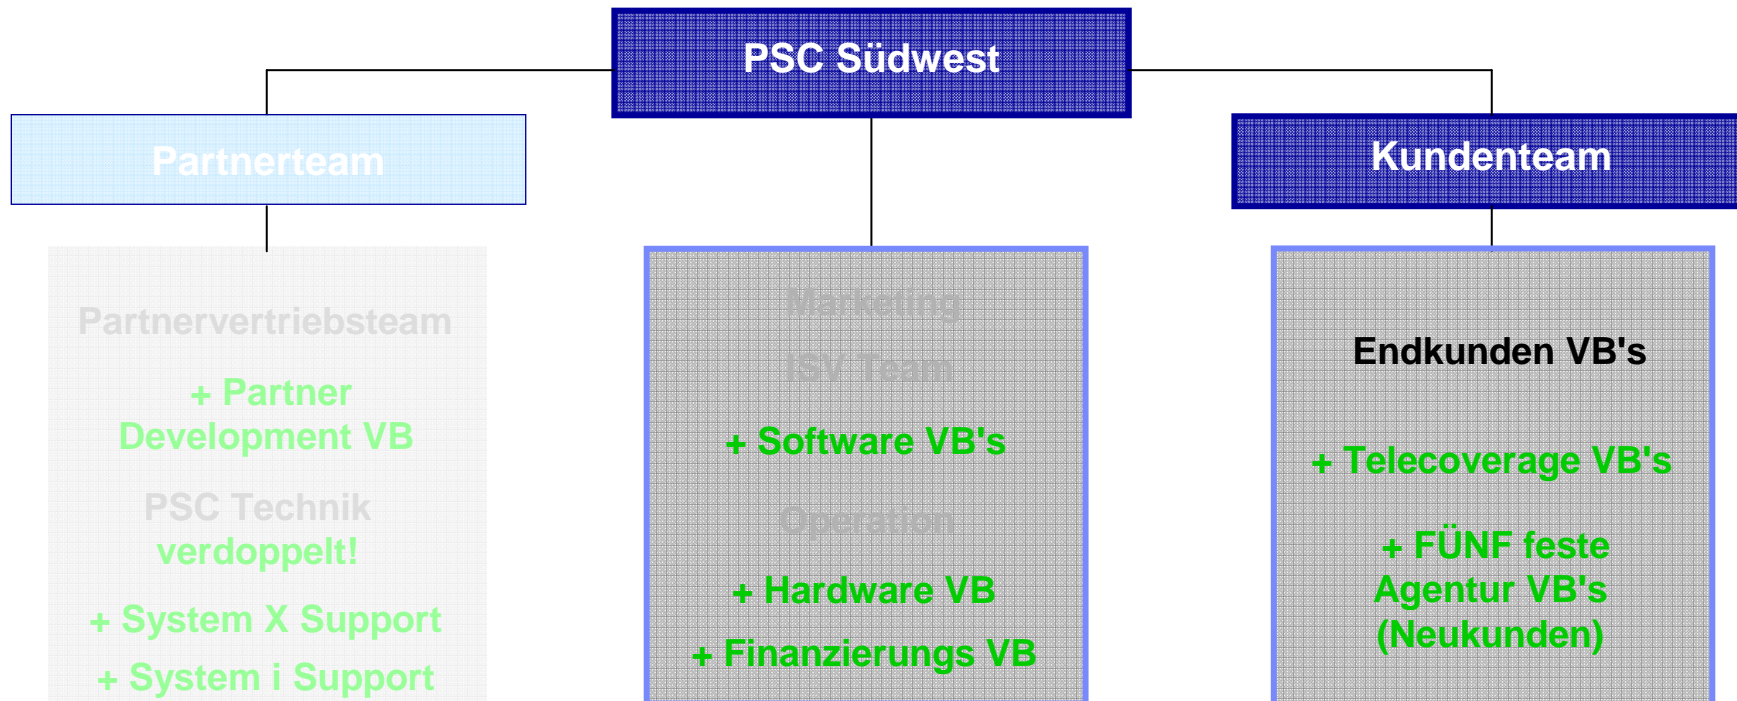 PSC Südwest
Partnerteam
Kundenteam
Partnervertriebsteam
+ Partner
Development VB
PSC Technik
verdoppelt!
+ System X Support
+ System i Support
Marketing
ISV Team
+ Software VB's
Operation
+ Hardware VB
+ Finanzierungs VB
Endkunden VB's
+ Telecoverage VB's
+ FÜNF feste
Agentur VB's
(Neukunden)